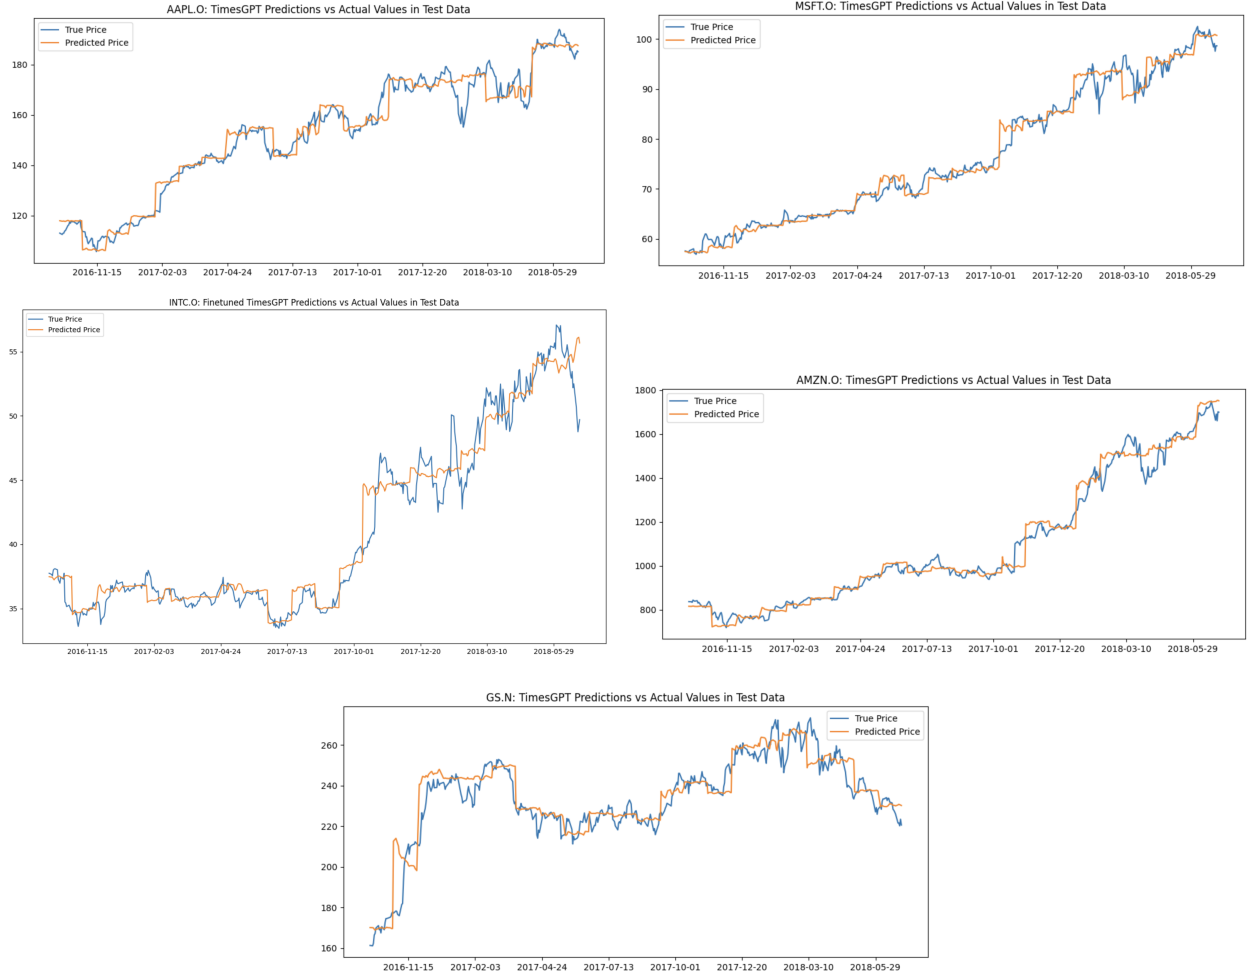 AAPL.O: TimesGPT Predictions vs Actual Values in Test Data
True Price
Predicted Price
180
160
140
120
2016-11-15 2017-02-03 2017-04-24 2017-07-13 2017-10-01 2017-12-20 2018-03-10 2018-05-29
MSFT.O: TimesGPT Predictions vs Actual Values in Test Data
True Price
Predicted Price
100
90
80
70
60
2016-11-15 2017-02-03 2017-04-24 2017-07-13 2017-10-01 2017-12-20 2018-03-10 2018-05-29
INTC.O: Finetuned TimesGPT Predictions vs Actual Values in Test Data
True Price
Predicted Price
55
50
45
40
35
2016-11-15 2017-02-03 2017-04-24 2017-07-13 2017-10-01 2017-12-20 2018-03-10 2018-05-29
AMZN.O: TimesGPT Predictions vs Actual Values in Test Data
True Price
Predicted Price
1800
1600
1400
1200
1000
800
2016-11-15 2017-02-03 2017-04-24 2017-07-13 2017-10-01 2017-12-20 2018-03-10 2018-05-29
GS.N: TimesGPT Predictions vs Actual Values in Test Data
True Price
Predicted Price
260
240
220
200
180
160
2016-11-15 2017-02-03 2017-04-24 2017-07-13 2017-10-01 2017-12-20 2018-03-10 2018-05-29